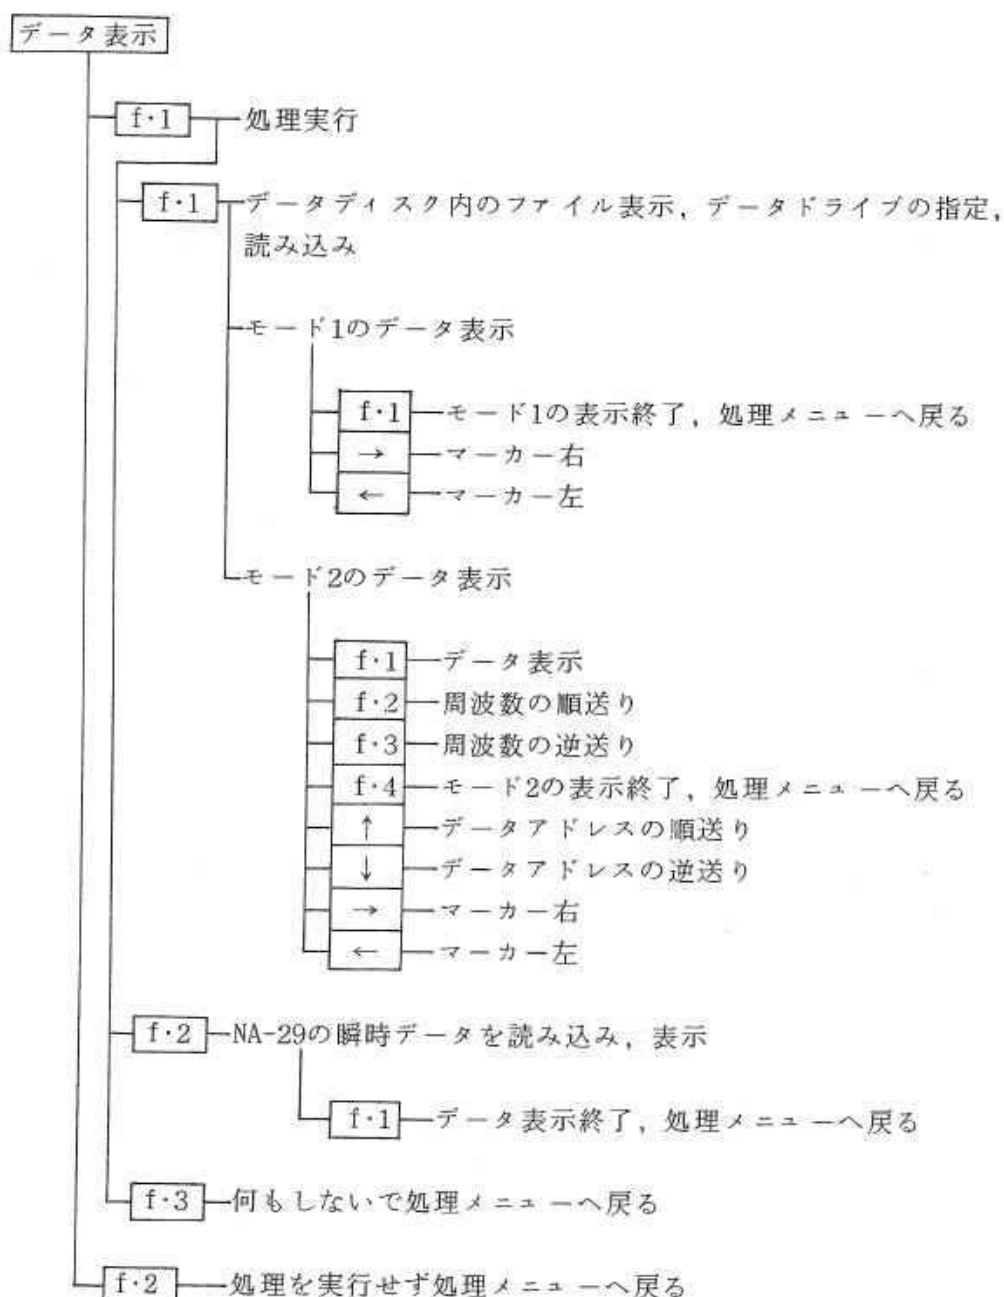 データ表示
f・1 処理実行
f・1 データディスク内のファイル表示，データドライブの指定，
読み込み
モード1のデータ表示
f・1 モード1の表示終了，処理メニューへ戻る
→ マーカー右
← マーカー左
モード2のデータ表示
f・1 データ表示
f・2 周波数の順送り
f・3 周波数の逆送り
f・4 モード2の表示終了，処理メニューへ戻る
↑ データアドレスの順送り
↓ データアドレスの逆送り
→ マーカー右
← マーカー左
f・2 NA-29の瞬時データを読み込み，表示
f・1 データ表示終了，処理メニューへ戻る
f・3 何もしないで処理メニューへ戻る
f・2 処理を実行せず処理メニューへ戻る